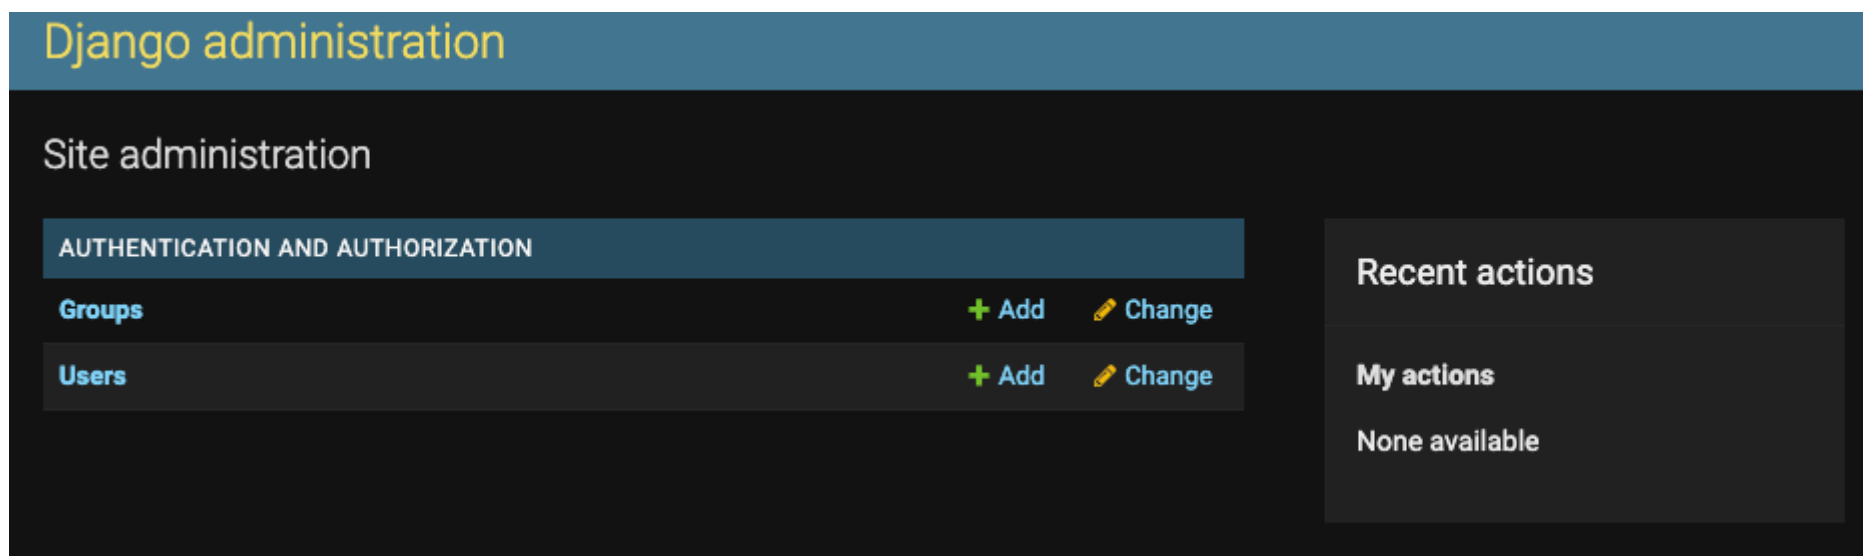 Django administration
Site administration
AUTHENTICATION AND AUTHORIZATION
Groups Add Change
Users Add Change
Recent actions
My actions
None available